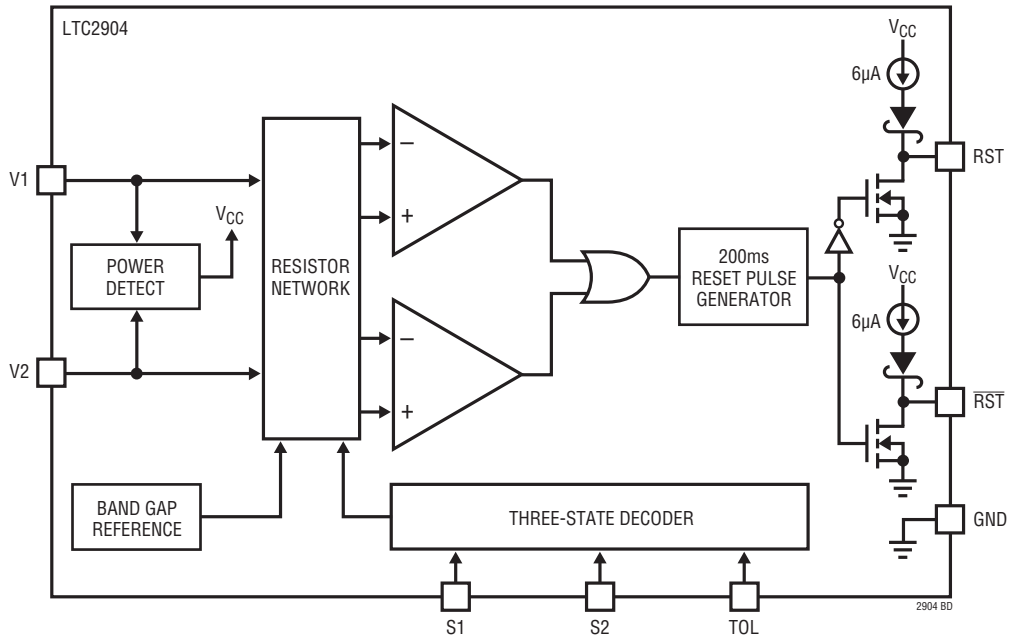 LTC2904
VCC
6µA
RST
V1
VCC
POWER
DETECT
RESISTOR
NETWORK
−
+
200ms
RESET PULSE
GENERATOR
VCC
6µA
V2
−
+
RST
BAND GAP
REFERENCE
THREE-STATE DECODER
GND
S1
S2
TOL
2904 BD